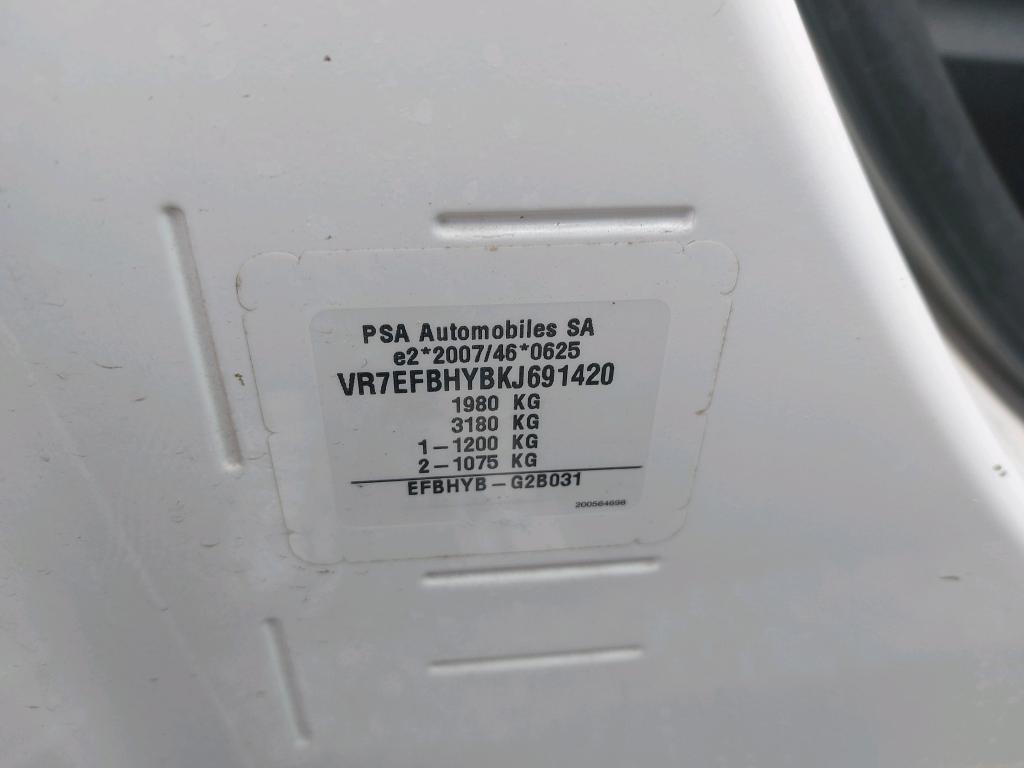 PSA Automobiles SA
e2*2007/46*0625
VR7EFBHYBKJ691420
1980 KG
3180 KG
1-1200 KG
2-1075 KG
EFBHYB-G2B031
200564698